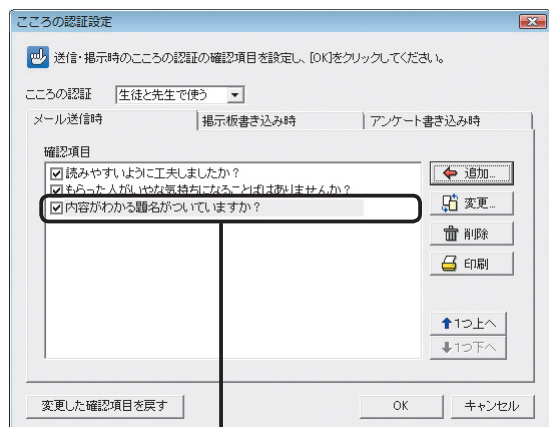 こころの認証設定
送信・掲示時のこころの認証の確認項目を設定し、[OK]をクリックしてください。
こころの認証 生徒と先生で使う
メール送信時 掲示板書き込み時 アンケート書き込み時
確認項目
読みやすいように工夫しましたか？
もらった人がいやな気持ちになることばはありませんか？
内容がわかる題名がついていますか？
追加...
変更...
削除
印刷
1つ上へ
1つ下へ
変更した確認項目を戻す OK キャンセル